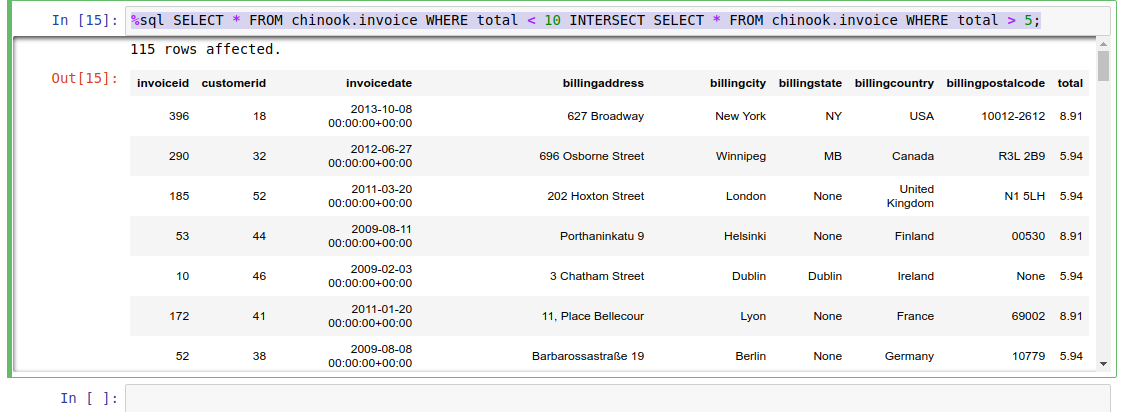 In [15]: %sql SELECT * FROM chinook.invoice WHERE total < 10 INTERSECT SELECT * FROM chinook.invoice WHERE total > 5;
115 rows affected.
Out[15]: invoiceid customerid invoicedate billingaddress billingcity billingstate billingcountry billingpostalcode total
396 18 2013-10-08 00:00:00+00:00 627 Broadway New York NY USA 10012-2612 8.91
290 32 2012-06-27 00:00:00+00:00 696 Osborne Street Winnipeg MB Canada R3L 2B9 5.94
185 52 2011-03-20 00:00:00+00:00 202 Hoxton Street London None United Kingdom N1 5LH 5.94
53 44 2009-08-11 00:00:00+00:00 Porthaninkatu 9 Helsinki None Finland 00530 8.91
10 46 2009-02-03 00:00:00+00:00 3 Chatham Street Dublin Dublin Ireland None 5.94
172 41 2011-01-20 00:00:00+00:00 11, Place Bellecour Lyon None France 69002 8.91
52 38 2009-08-08 00:00:00+00:00 Barbarossastraße 19 Berlin None Germany 10779 5.94
In [ ]: